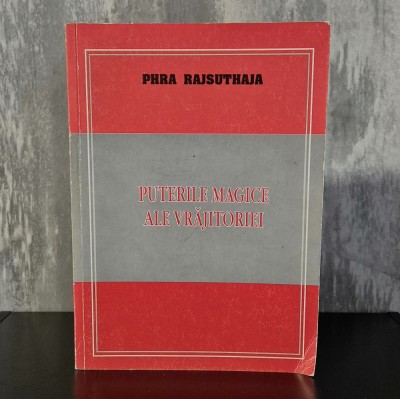 PHRA RAJSUTHAJA
PUTERILE MAGICE
ALE VRĂJITORIEI